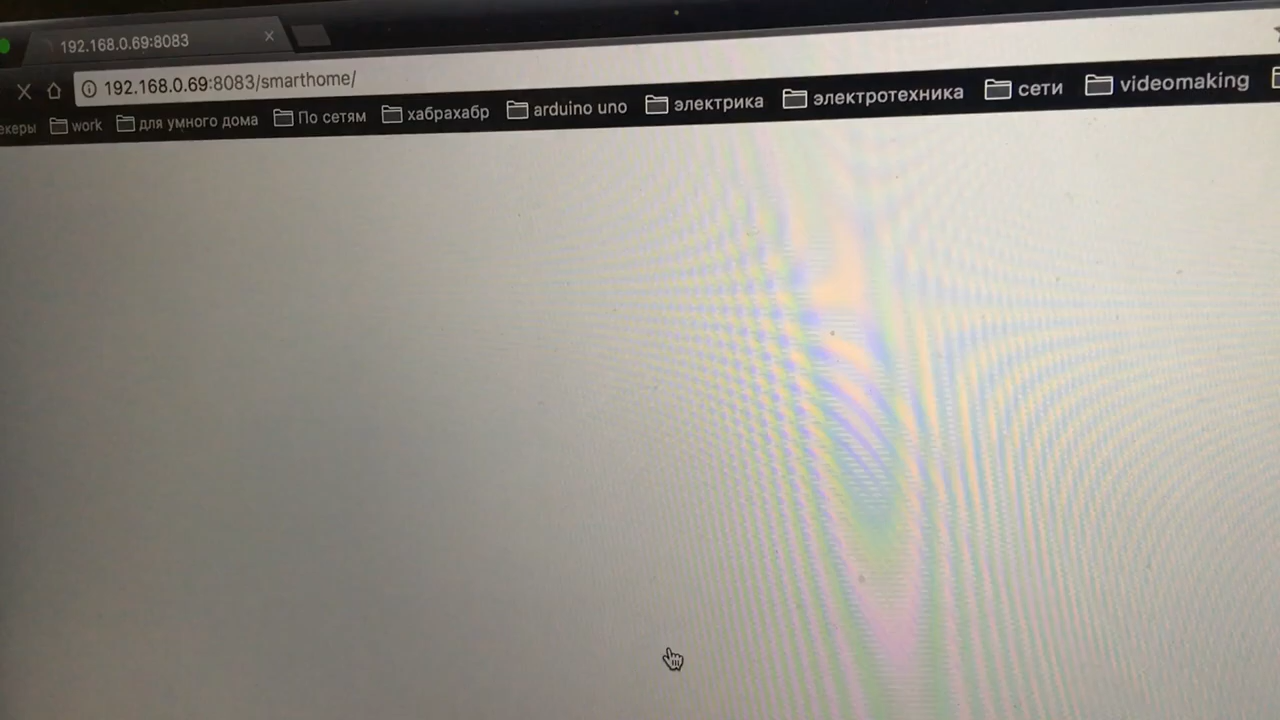 192.168.0.69:8083
192.168.0.69:8083/smarthome/
work для умного дома По сетям хабрахабр arduino uno электрика электротехника сети videomaking